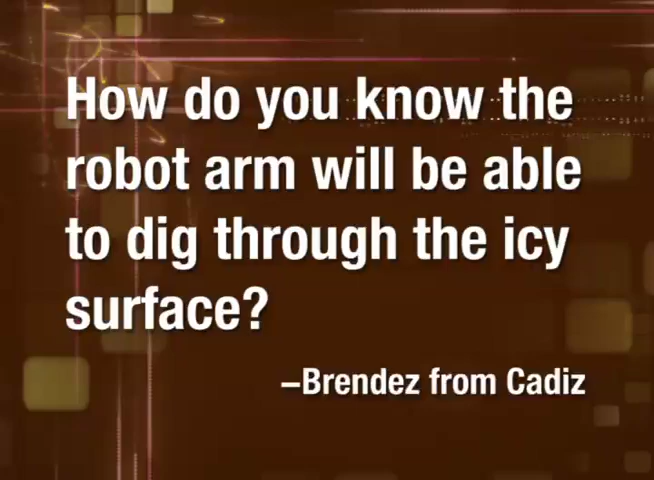 How do you know the
robot arm will be able
to dig through the icy
surface?
–Brendez from Cadiz